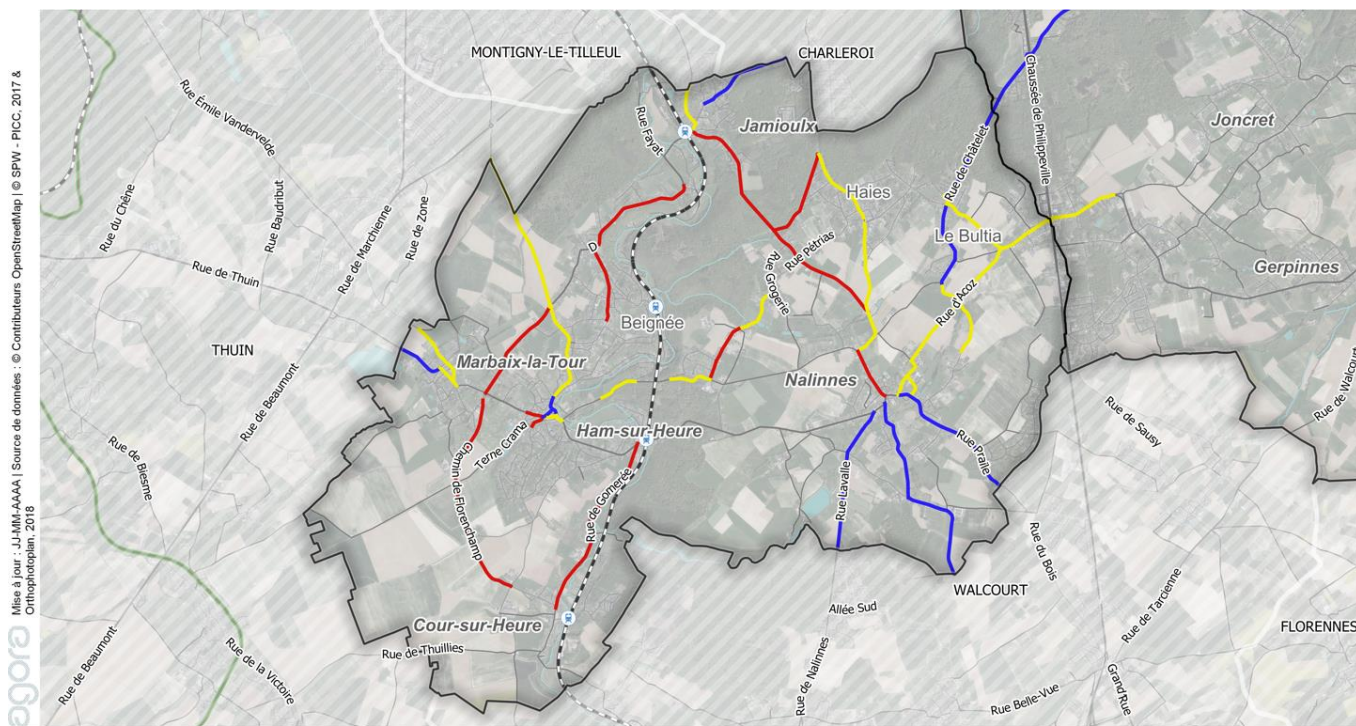 Mise à jour : JJ-MM-AAAA | Source de données : © Contributeurs OpenStreetMap | © SPW - PICC, 2017 &
Orthophotoplan, 2018
agora
MONTIGNY-LE-TILLEUL
CHARLEROI
Rue Émile Vandervelde
Rue Fayat
Jamioulx
Chaussée de Philippeville
Joncret
Rue du Chêne
Rue Baudribut
Rue de Marchienne
Rue de zone
Rue de Châtelet
Haies
Rue de Thuin
D
Rue Pétrias
Le Bultia
Gerpinnes
Rue Grogerie
Rue d'Acoz
Beignée
THUIN
Marbaix-la-Tour
Nalinnes
Rue de Beaumont
Rue de Walcourt
Terne Crama
Ham-sur-Heure
Rue de Sausy
Rue Praile
Rue de Biesme
Chemin de Florenchamp
Rue Lavalle
Rue de Gomerée
Rue du Bois
WALCOURT
Allée Sud
Rue de Tarcienne
Cour-sur-Heure
FLORENNES
Rue de Thuillies
Rue de Beaumont
Rue de la Victoire
Rue de Nalinnes
Rue Belle-Vue
Grand'Rue